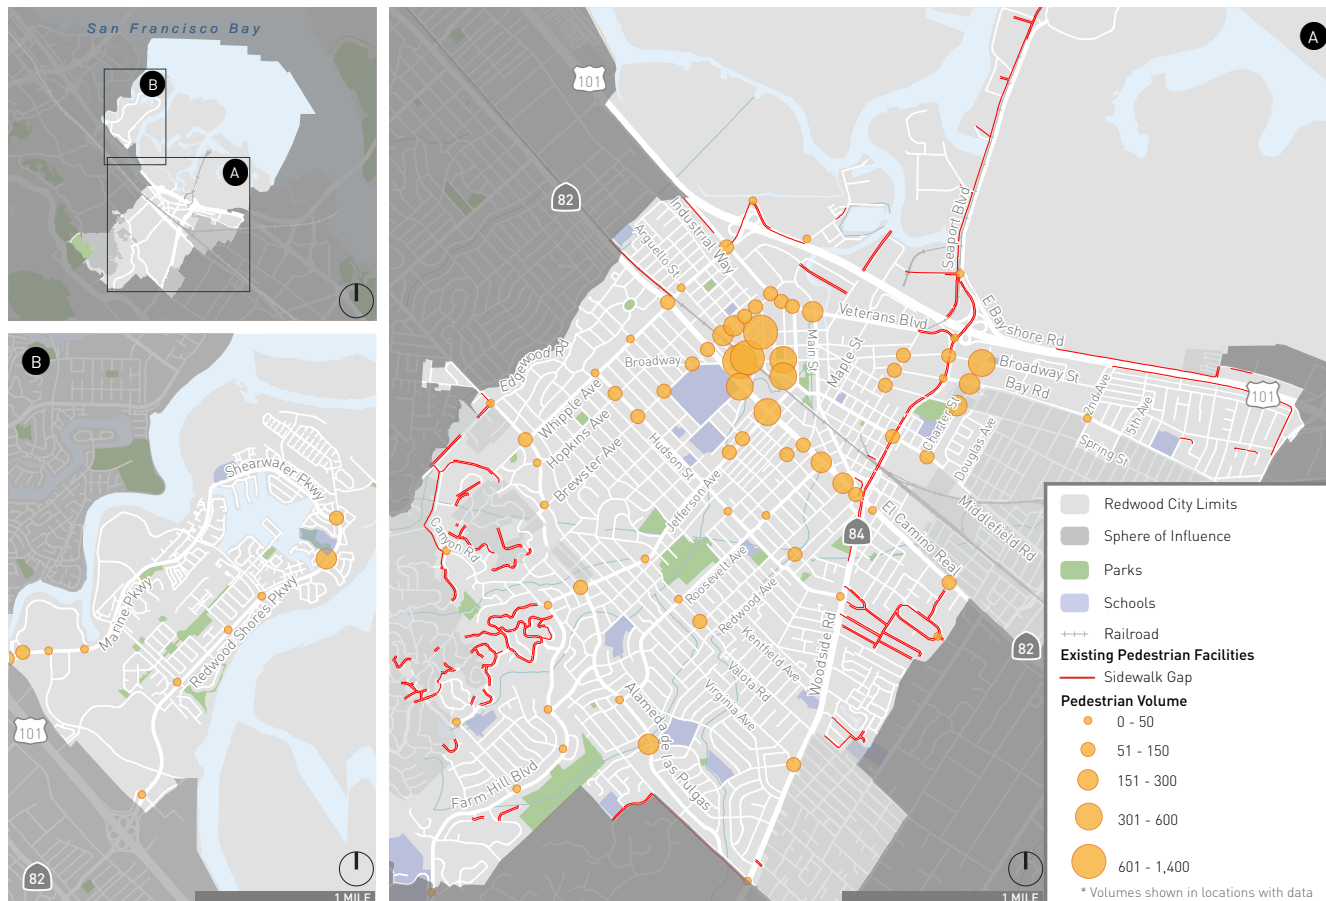 San Francisco Bay
B
A
B
Shearwater Pkwy
Marine Pkwy
Redwood Shores Pkwy
101
82
1 MILE
A
101
82
Industrial Way
Arguello St
Seaport Blvd
E Bayshore Rd
Veterans Blvd
Main St
Maple St
Broadway
Broadway St
Bay Rd
2nd Ave
5th Ave
101
Spring St
Charter St
Douglas Ave
Edgewood Rd
Whipple Ave
Hopkins Ave
Brewster Ave
Hudson St
Jefferson Ave
Middlefield Rd
El Camino Real
84
Canyon Rd
Roosevelt Ave
Redwood Ave
Kentfield Ave
Valota Rd
Virginia Ave
Woodside Rd
Alameda de Las Pulgas
Farm Hill Blvd
82
1 MILE
Redwood City Limits
Sphere of Influence
Parks
Schools
Railroad
Existing Pedestrian Facilities
Sidewalk Gap
Pedestrian Volume
0 - 50
51 - 150
151 - 300
301 - 600
601 - 1,400
* Volumes shown in locations with data